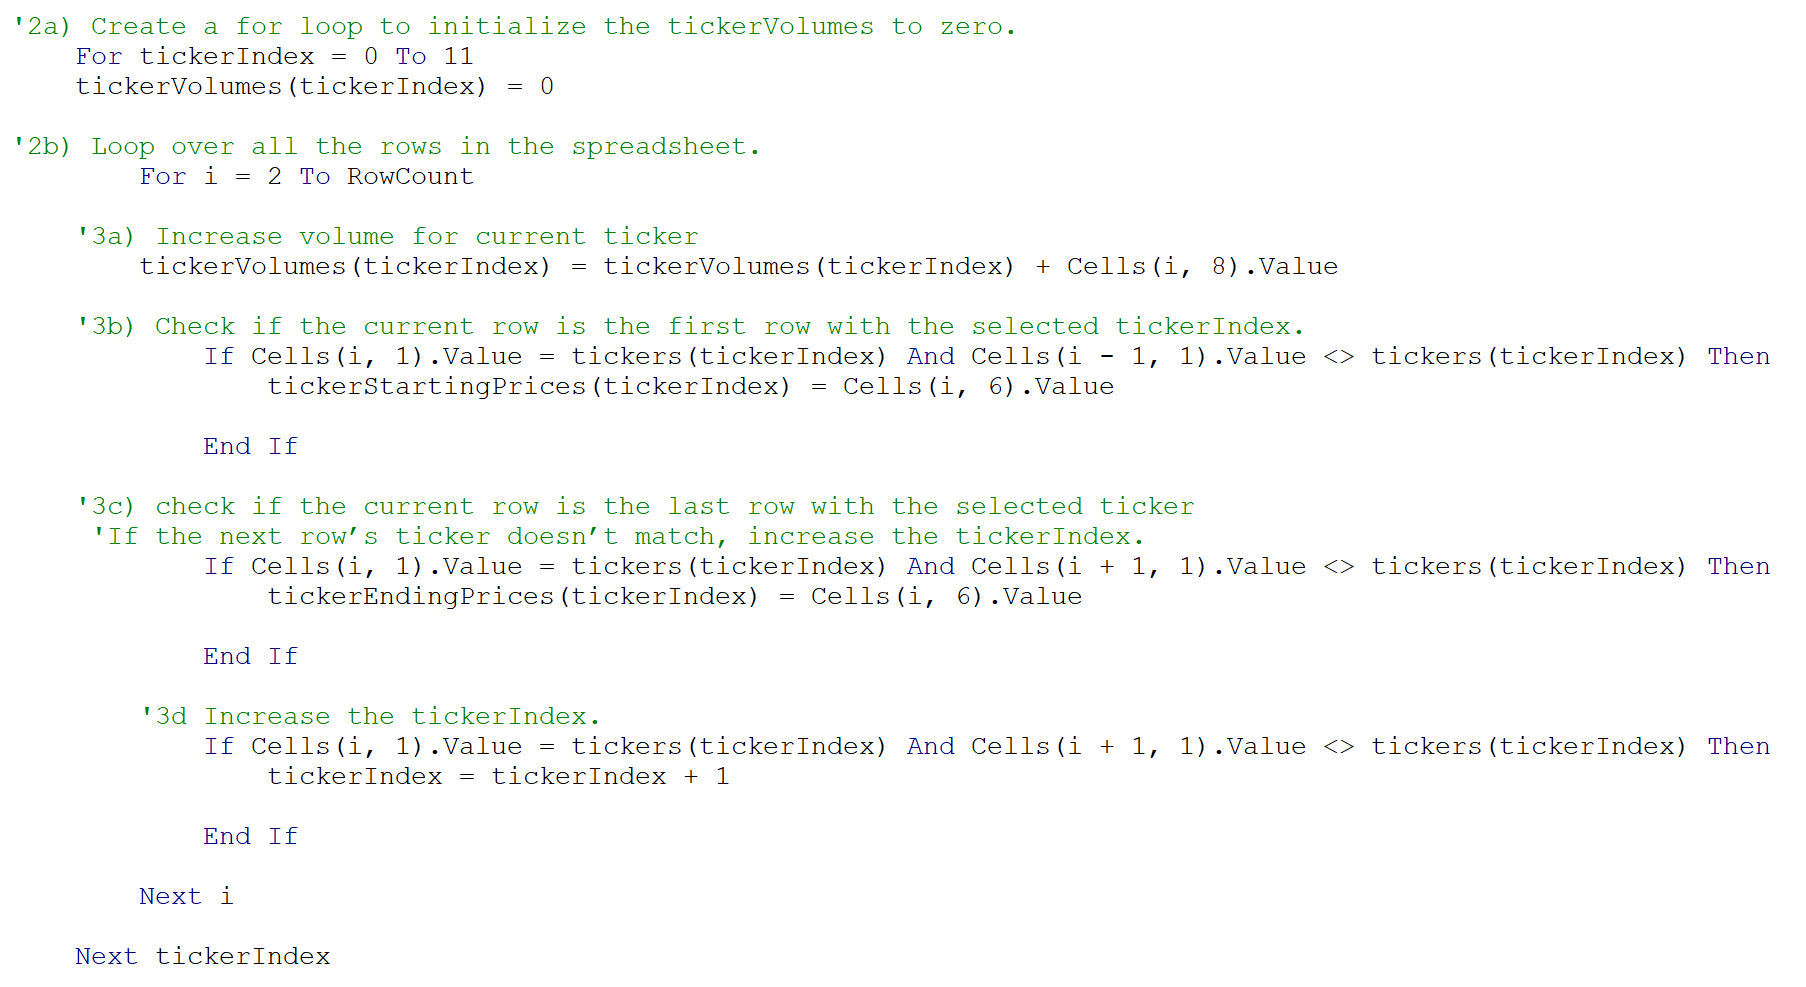 '2a) Create a for loop to initialize the tickerVolumes to zero.
For tickerIndex = 0 To 11
tickerVolumes(tickerIndex) = 0
'2b) Loop over all the rows in the spreadsheet.
For i = 2 To RowCount
'3a) Increase volume for current ticker
tickerVolumes(tickerIndex) = tickerVolumes(tickerIndex) + Cells(i, 8).Value
'3b) Check if the current row is the first row with the selected tickerIndex.
If Cells(i, 1).Value = tickers(tickerIndex) And Cells(i - 1, 1).Value <> tickers(tickerIndex) Then
tickerStartingPrices(tickerIndex) = Cells(i, 6).Value
End If
'3c) check if the current row is the last row with the selected ticker
'If the next row’s ticker doesn’t match, increase the tickerIndex.
If Cells(i, 1).Value = tickers(tickerIndex) And Cells(i + 1, 1).Value <> tickers(tickerIndex) Then
tickerEndingPrices(tickerIndex) = Cells(i, 6).Value
End If
'3d Increase the tickerIndex.
If Cells(i, 1).Value = tickers(tickerIndex) And Cells(i + 1, 1).Value <> tickers(tickerIndex) Then
tickerIndex = tickerIndex + 1
End If
Next i
Next tickerIndex